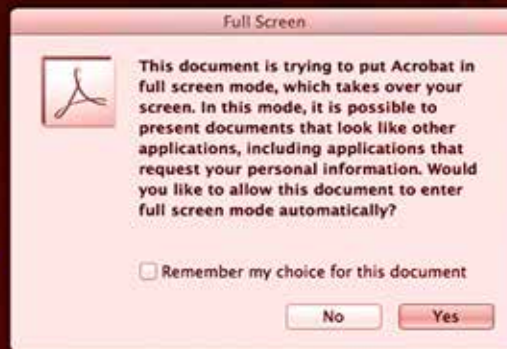 Full Screen
This document is trying to put Acrobat in
full screen mode, which takes over your
screen. In this mode, it is possible to
present documents that look like other
applications, including applications that
request your personal information. Would
you like to allow this document to enter
full screen mode automatically?
Remember my choice for this document
No Yes